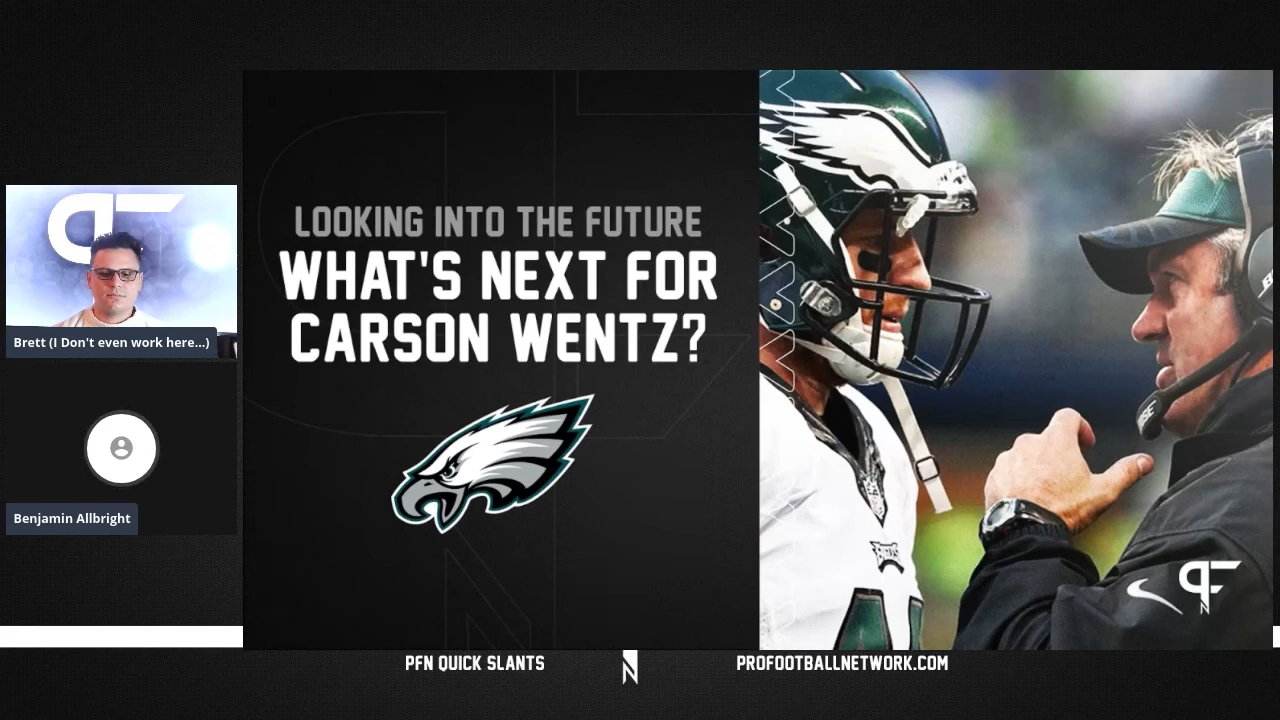 LOOKING INTO THE FUTURE
WHAT'S NEXT FOR
CARSON WENTZ?
Brett (I Don't even work here...)
Benjamin Allbright
EAGLES
PFN QUICK SLANTS
N
PROFOOTBALLNETWORK.COM